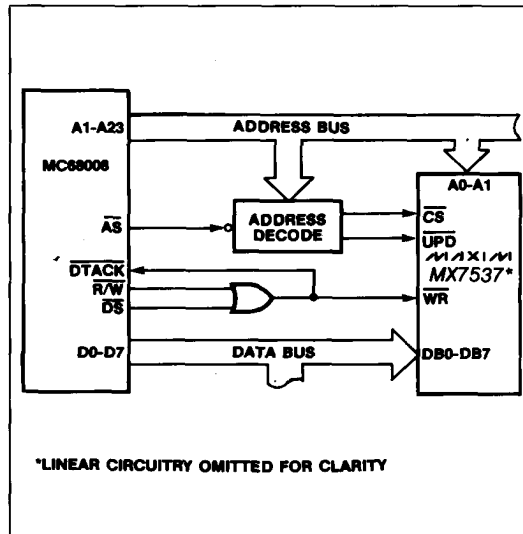 A1-A23
ADDRESS BUS
MC68008
A0-A1
AS
ADDRESS
DECODE
CS
UPD
MAXIM
MX7537*
DTACK
R/W
DS
WR
D0-D7
DATA BUS
DB0-DB7
*LINEAR CIRCUITRY OMITTED FOR CLARITY